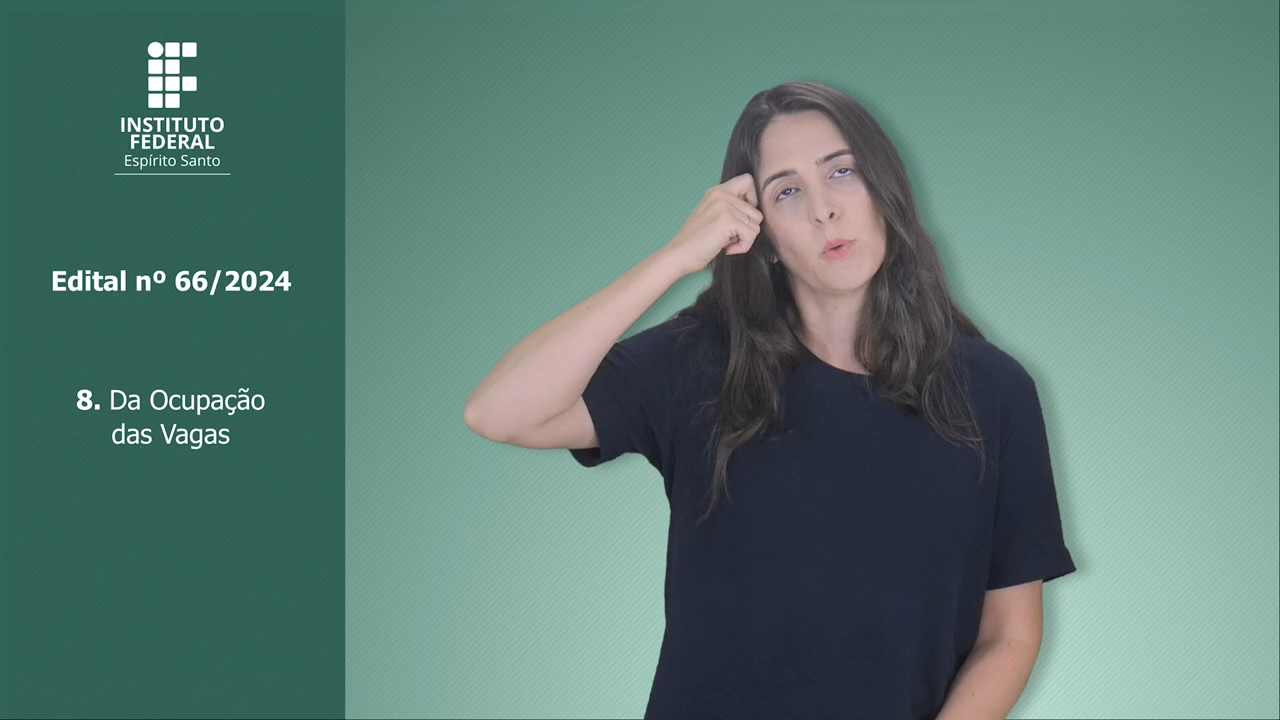 INSTITUTO
FEDERAL
Espírito Santo
Edital nº 66/2024
8. Da Ocupação
das Vagas